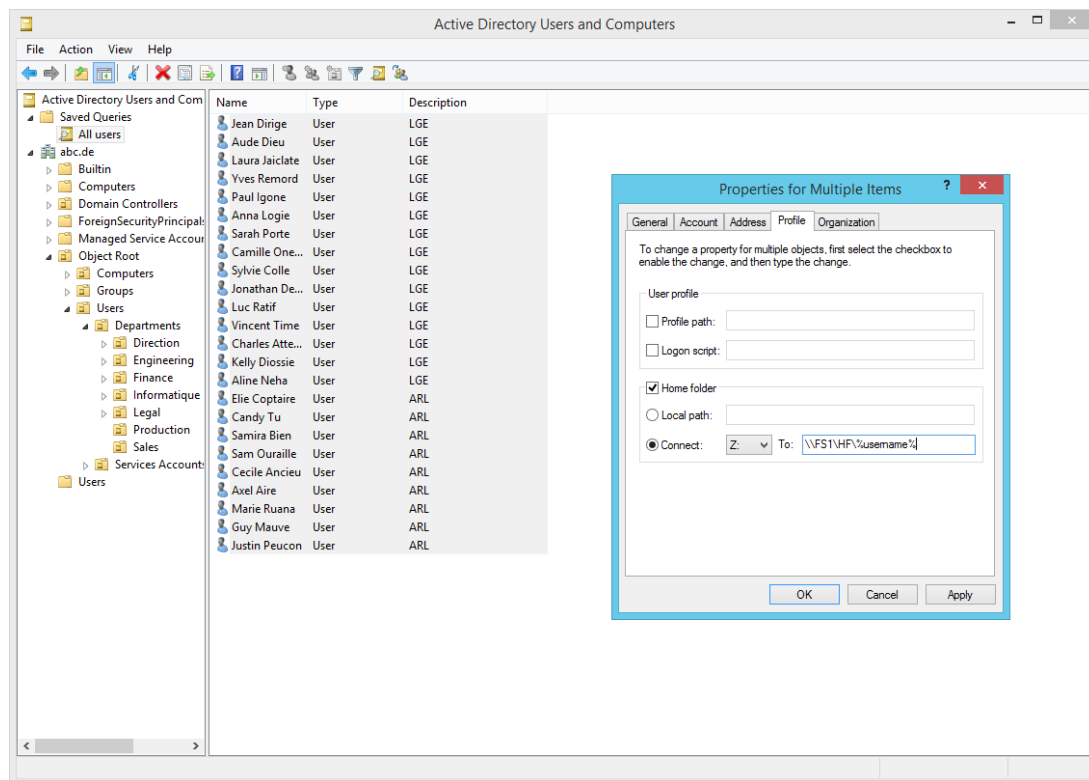 Active Directory Users and Computers
File Action View Help
Active Directory Users and Com
Saved Queries
All users
abc.de
Builtin
Computers
Domain Controllers
ForeignSecurityPrincipals
Managed Service Accour
Object Root
Computers
Groups
Users
Departments
Direction
Engineering
Finance
Informatique
Legal
Production
Sales
Services Accounts
Users
Name Type Description
Jean Dirige User LGE
Aude Dieu User LGE
Laura Jaiclate User LGE
Yves Remord User LGE
Paul Igone User LGE
Anna Logie User LGE
Sarah Porte User LGE
Camille One... User LGE
Sylvie Colle User LGE
Jonathan De... User LGE
Luc Ratif User LGE
Vincent Time User LGE
Charles Atte... User LGE
Kelly Diossie User LGE
Aline Neha User LGE
Elie Coptaire User ARL
Candy Tu User ARL
Samira Bien User ARL
Sam Ouraille User ARL
Cecile Ancieu User ARL
Axel Aire User ARL
Marie Ruana User ARL
Guy Mauve User ARL
Justin Peucon User ARL
Properties for Multiple Items ?
General Account Address Profile Organization
To change a property for multiple objects, first select the checkbox to
enable the change, and then type the change.
User profile
Profile path:
Logon script:
Home folder
Local path:
Connect: Z: To: \\FS1\HF\%username%
OK Cancel Apply